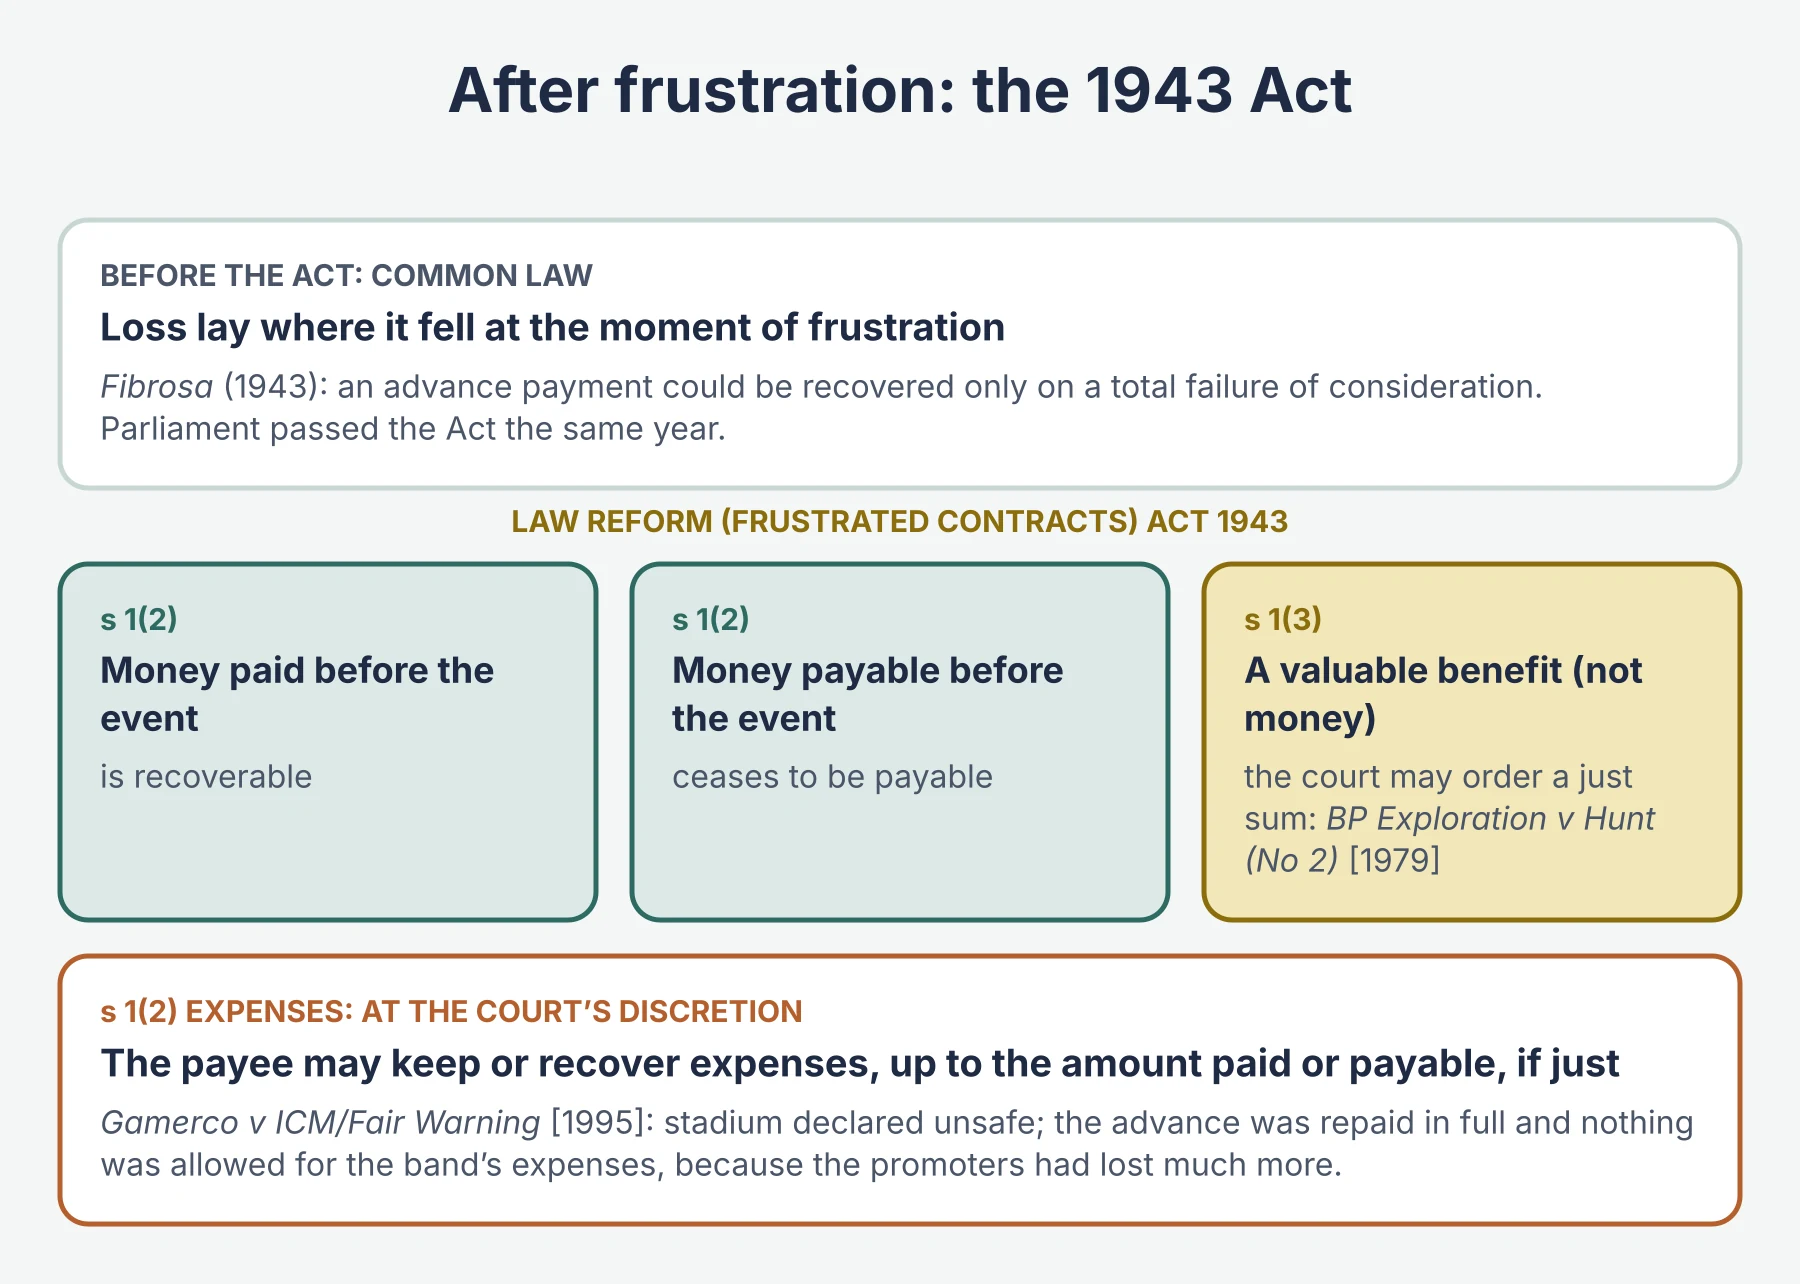 After frustration: the 1943 Act
BEFORE THE ACT: COMMON LAW
Loss lay where it fell at the moment of frustration
Fibrosa (1943): an advance payment could be recovered only on a total failure of consideration.
Parliament passed the Act the same year.
LAW REFORM (FRUSTRATED CONTRACTS) ACT 1943
s 1(2)
Money paid before the
event
is recoverable
s 1(2)
Money payable before
the event
ceases to be payable
s 1(3)
A valuable benefit (not
money)
the court may order a just
sum: BP Exploration v Hunt
(No 2) [1979]
s 1(2) EXPENSES: AT THE COURT’S DISCRETION
The payee may keep or recover expenses, up to the amount paid or payable, if just
Gamerco v ICM/Fair Warning [1995]: stadium declared unsafe; the advance was repaid in full and nothing
was allowed for the band’s expenses, because the promoters had lost much more.